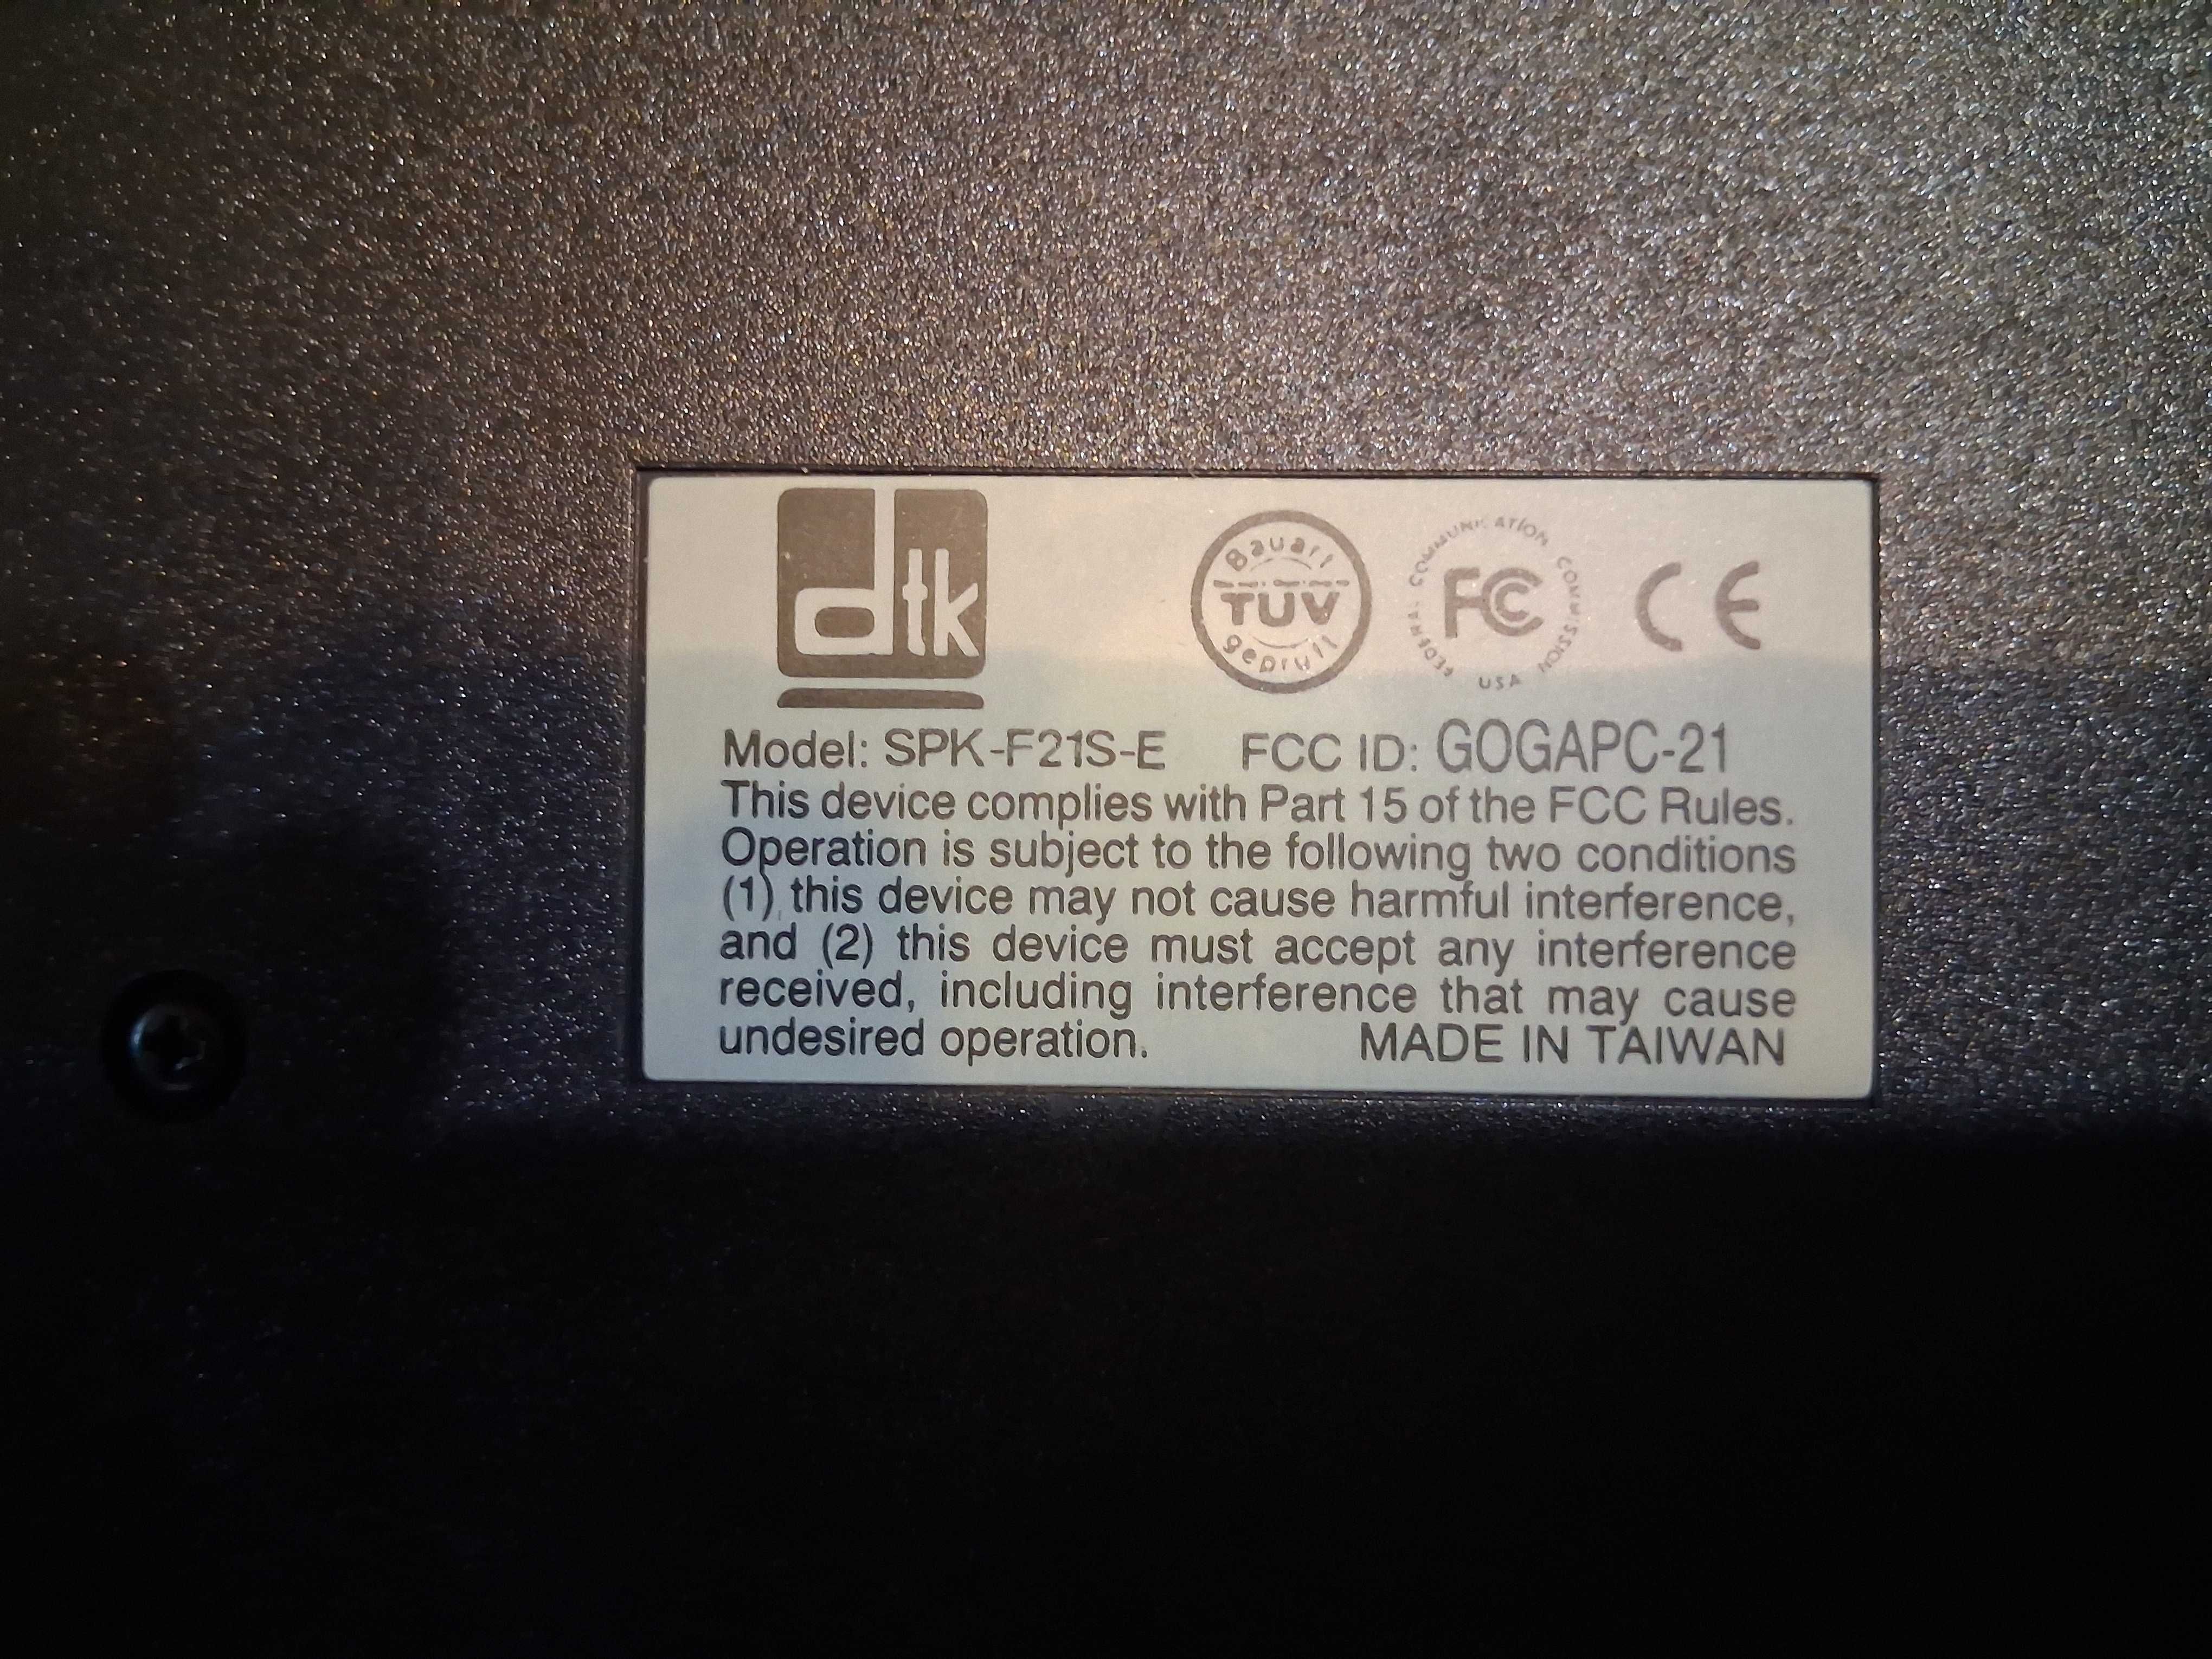 dtk
Bauart
TÜV
geprüft
FEDERAL COMMUNICATION COMMISSION
FC
USA
CE
Model: SPK-F21S-E FCC ID: GOGAPC-21
This device complies with Part 15 of the FCC Rules.
Operation is subject to the following two conditions
(1) this device may not cause harmful interference,
and (2) this device must accept any interference
received, including interference that may cause
undesired operation. MADE IN TAIWAN